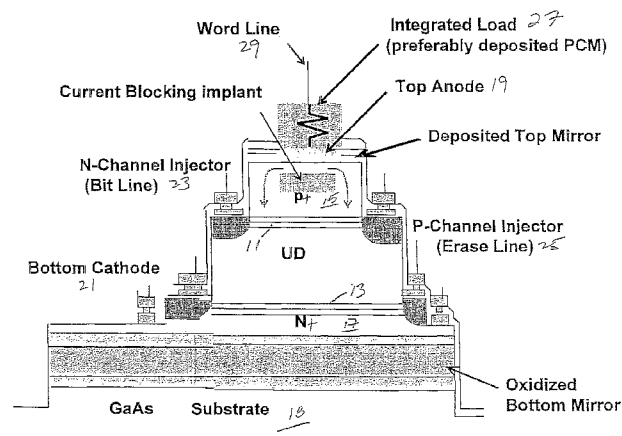 Word Line
29
Integrated Load 27
(preferably deposited PCM)
Current Blocking implant
Top Anode 19
Deposited Top Mirror
N-Channel Injector
(Bit Line) 23
P+ 15
P-Channel Injector
(Erase Line) 25
11
UD
Bottom Cathode
21
13
N+ 17
Oxidized
Bottom Mirror
GaAs Substrate 18